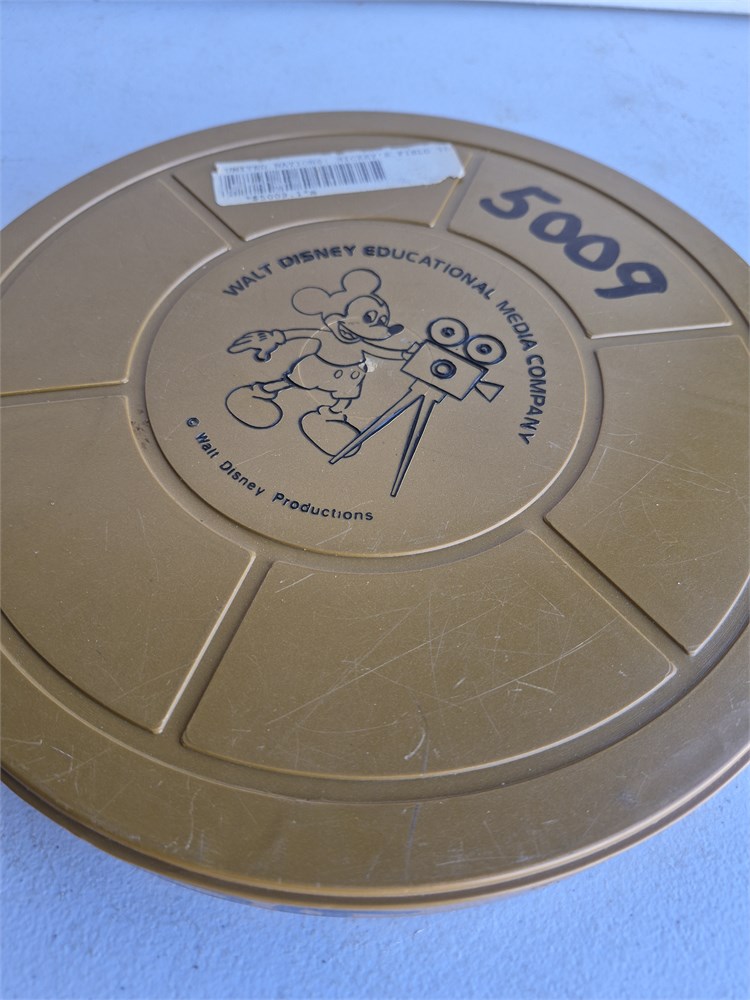 5009
WALT DISNEY EDUCATIONAL MEDIA COMPANY
© Walt Disney Productions